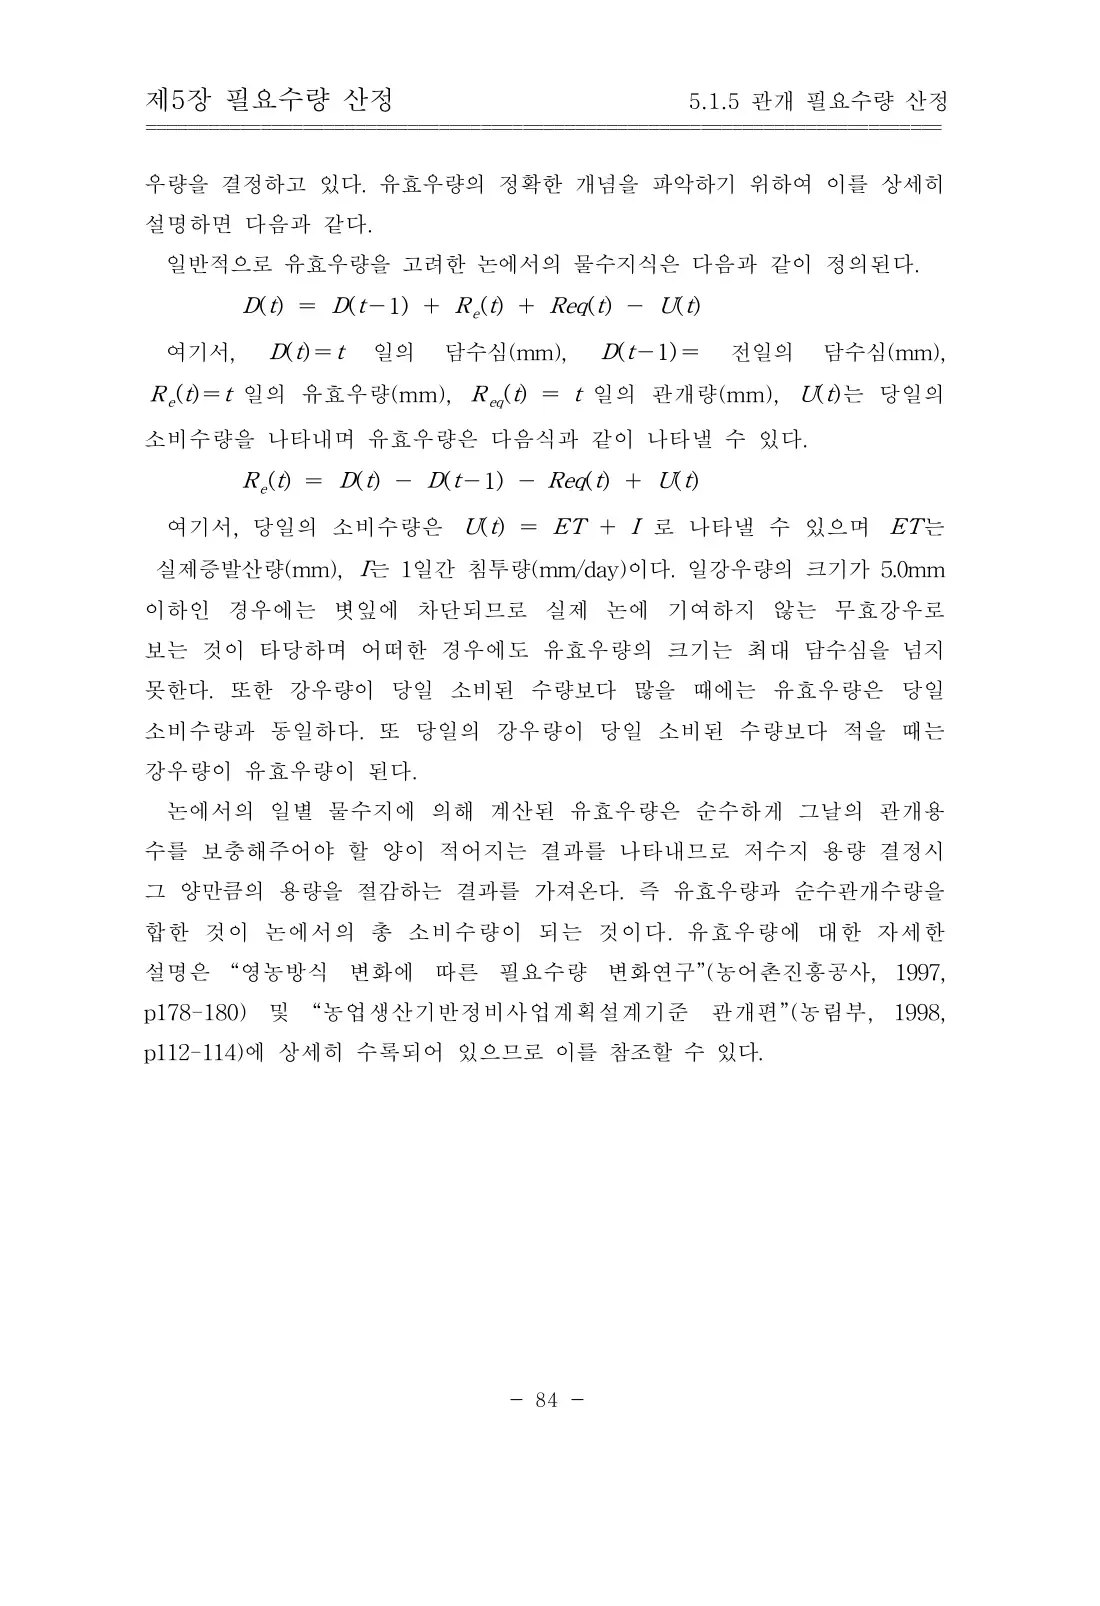 제5장 필요수량 산정 5.1.5 관개 필요수량 산정
우량을 결정하고 있다. 유효우량의 정확한 개념을 파악하기 위하여 이를 상세히
설명하면 다음과 같다.
일반적으로 유효우량을 고려한 논에서의 물수지식은 다음과 같이 정의된다.
D(t) = D(t-1) + Re(t) + Req(t) - U(t)
여기서, D(t)=t 일의 담수심(mm), D(t-1)= 전일의 담수심(mm),
Re(t)=t 일의 유효우량(mm), Req(t) = t 일의 관개량(mm), U(t)는 당일의
소비수량을 나타내며 유효우량은 다음식과 같이 나타낼 수 있다.
Re(t) = D(t) - D(t-1) - Req(t) + U(t)
여기서, 당일의 소비수량은 U(t) = ET + I 로 나타낼 수 있으며 ET는
실제증발산량(mm), I는 1일간 침투량(mm/day)이다. 일강우량의 크기가 5.0mm
이하인 경우에는 볏잎에 차단되므로 실제 논에 기여하지 않는 무효강우로
보는 것이 타당하며 어떠한 경우에도 유효우량의 크기는 최대 담수심을 넘지
못한다. 또한 강우량이 당일 소비된 수량보다 많을 때에는 유효우량은 당일
소비수량과 동일하다. 또 당일의 강우량이 당일 소비된 수량보다 적을 때는
강우량이 유효우량이 된다.
논에서의 일별 물수지에 의해 계산된 유효우량은 순수하게 그날의 관개용
수를 보충해주어야 할 양이 적어지는 결과를 나타내므로 저수지 용량 결정시
그 양만큼의 용량을 절감하는 결과를 가져온다. 즉 유효우량과 순수관개수량을
합한 것이 논에서의 총 소비수량이 되는 것이다. 유효우량에 대한 자세한
설명은 “영농방식 변화에 따른 필요수량 변화연구”(농어촌진흥공사, 1997,
p178-180) 및 “농업생산기반정비사업계획설계기준 관개편”(농림부, 1998,
p112-114)에 상세히 수록되어 있으므로 이를 참조할 수 있다.
- 84 -